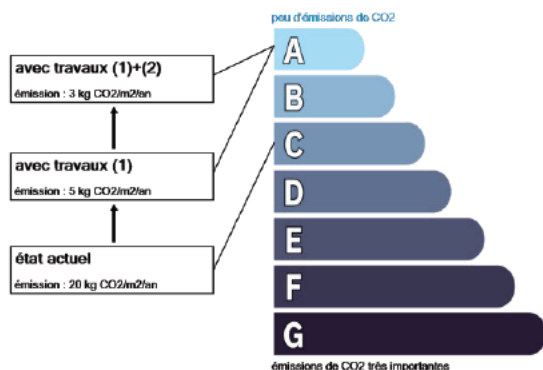 peu d'émissions de CO2
avec travaux (1)+(2)
émission : 3 kg CO2/m2/an
avec travaux (1)
émission : 5 kg CO2/m2/an
état actuel
émission : 20 kg CO2/m2/an
A
B
C
D
E
F
G
émissions de CO2 très importantes